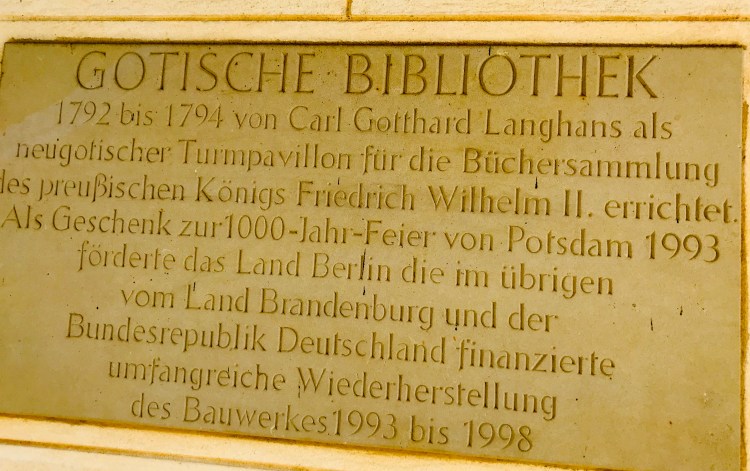 GOTISCHE BIBLIOTHEK
1792 bis 1794 von Carl Gotthard Langhans als
neugotischer Turmpavillon für die Büchersammlung
des preußischen Königs Friedrich Wilhelm II. errichtet.
Als Geschenk zur 1000-Jahr-Feier von Potsdam 1993
förderte das Land Berlin die im übrigen
vom Land Brandenburg und der
Bundesrepublik Deutschland finanzierte
umfangreiche Wiederherstellung
des Bauwerkes 1993 bis 1998